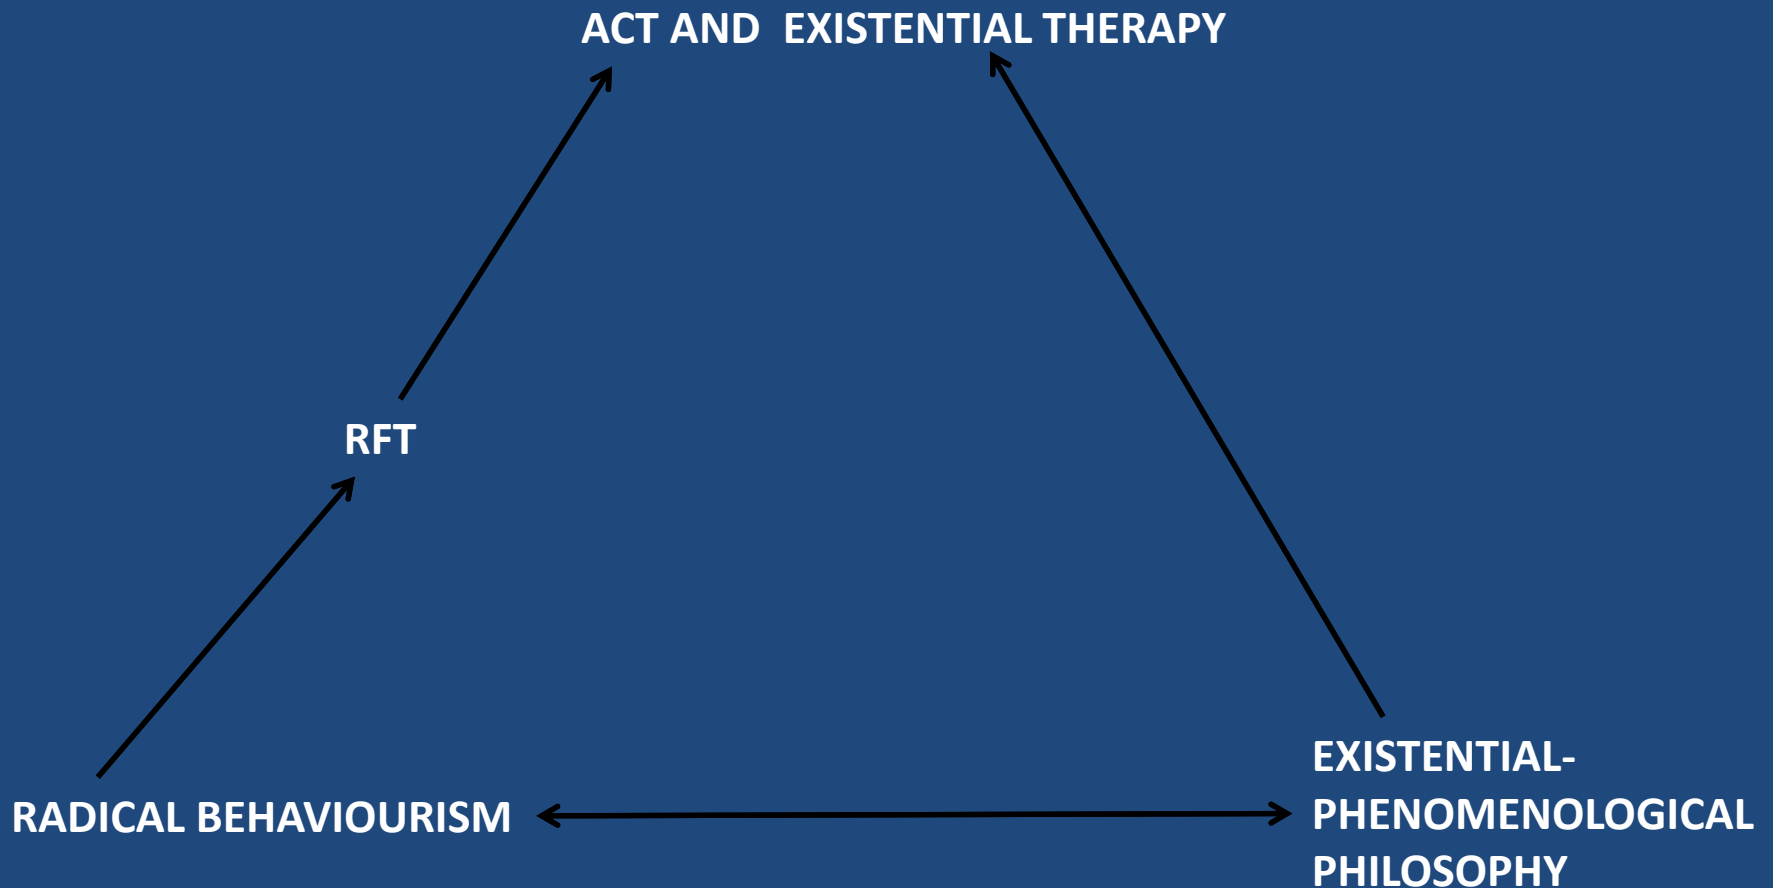 ACT AND  EXISTENTIAL THERAPY
RFT
RADICAL BEHAVIOURISM
EXISTENTIAL-
PHENOMENOLOGICAL
PHILOSOPHY